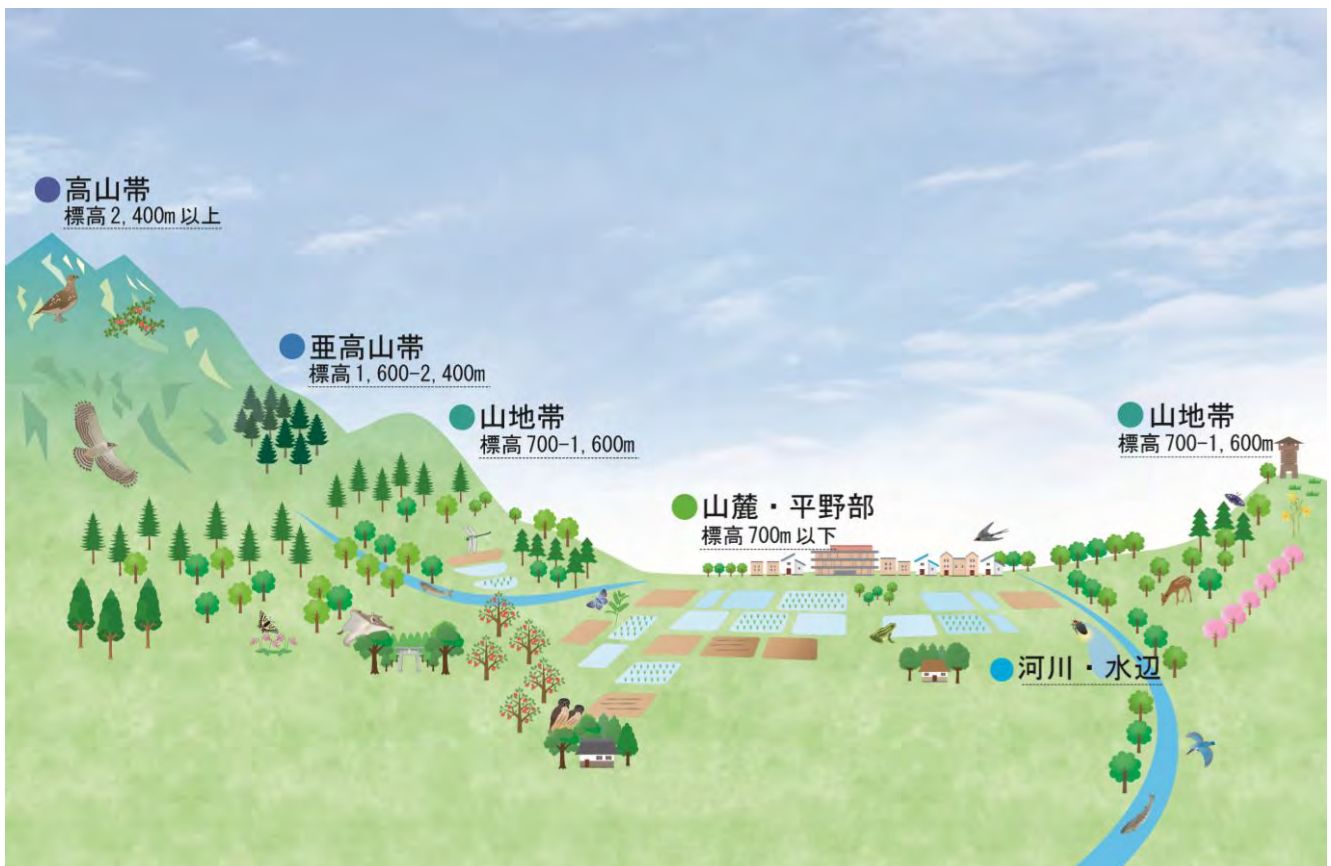 高山帯
標高2,400m以上
亜高山帯
標高1,600-2,400m
山地帯
標高700-1,600m
山地帯
標高700-1,600m
山麓・平野部
標高700m以下
河川・水辺